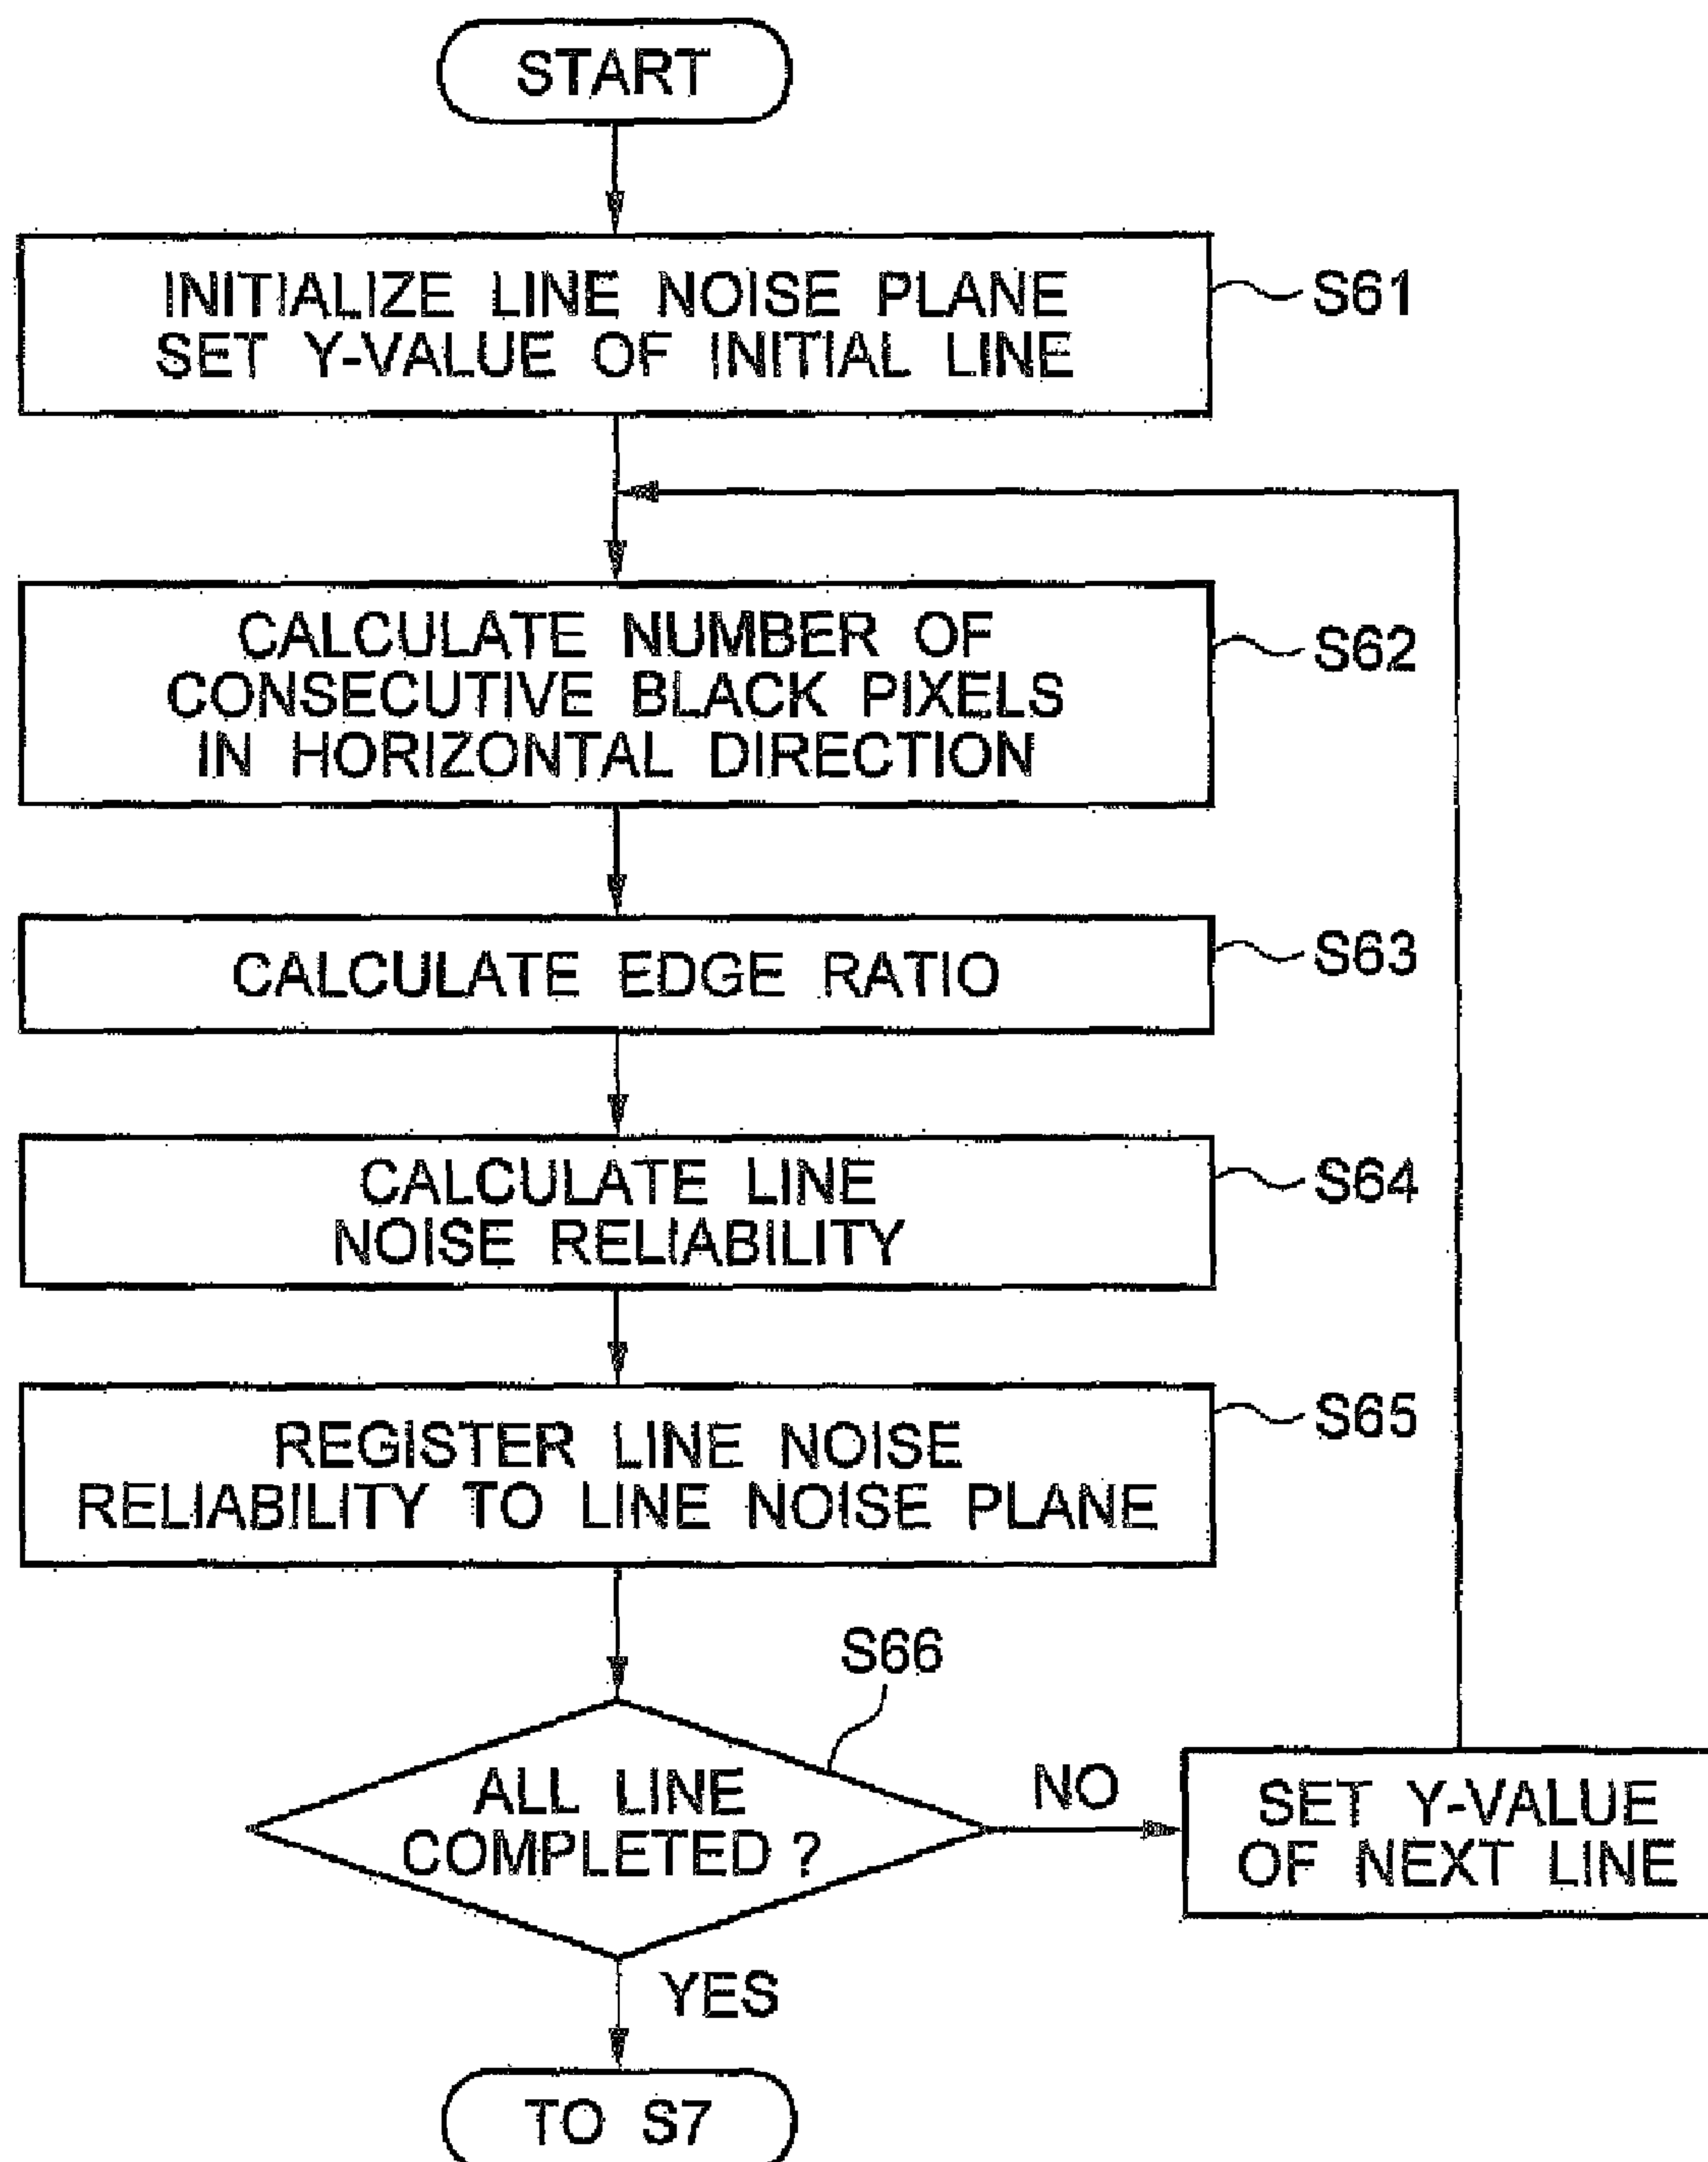 START
INITIALIZE LINE NOISE PLANE
SET Y-VALUE OF INITIAL LINE
S61
CALCULATE NUMBER OF
CONSECUTIVE BLACK PIXELS
IN HORIZONTAL DIRECTION
S62
CALCULATE EDGE RATIO
S63
CALCULATE LINE
NOISE RELIABILITY
S64
REGISTER LINE NOISE
RELIABILITY TO LINE NOISE PLANE
S65
S66
ALL LINE
COMPLETED ?
NO
SET Y-VALUE
OF NEXT LINE
YES
TO S7